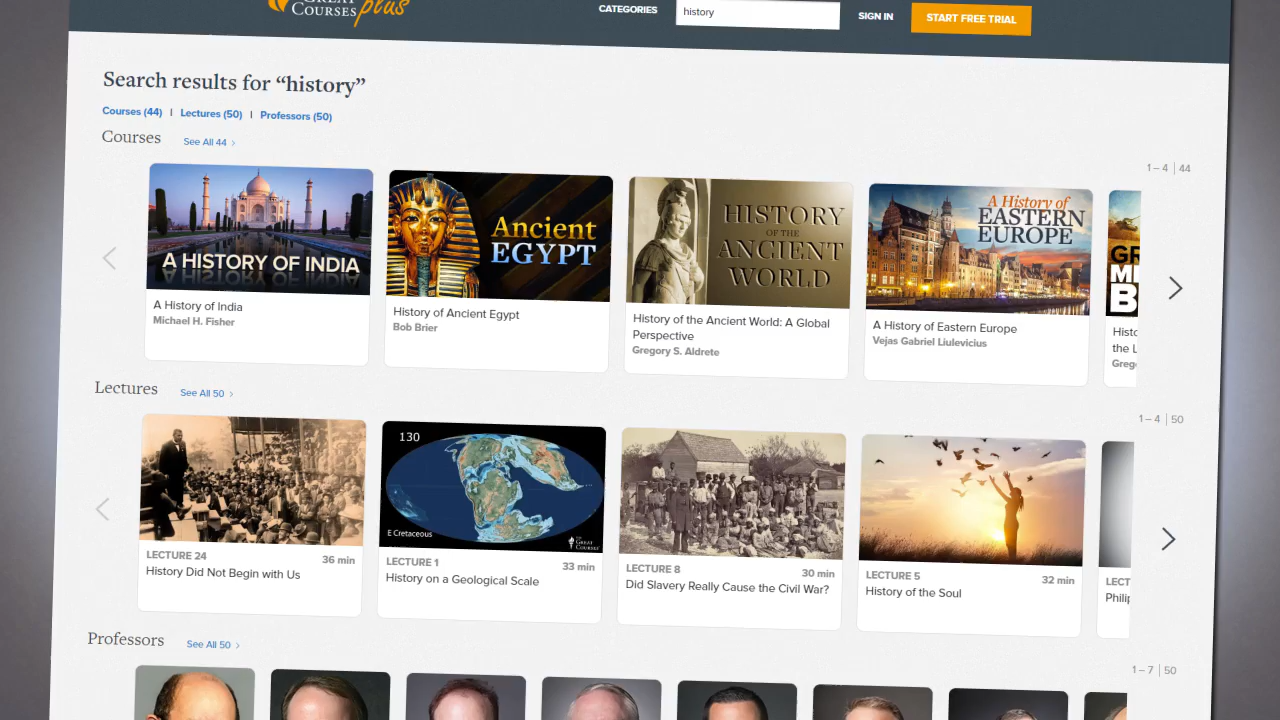 GREAT
COURSES plus
CATEGORIES
history
SIGN IN
START FREE TRIAL
Search results for “history”
Courses (44) | Lectures (50) | Professors (50)
Courses See All 44 >
1 – 4 | 44
A HISTORY OF INDIA
Ancient
EGYPT
HISTORY
OF THE
ANCIENT
WORLD
A History of
EASTERN
EUROPE
A History of India
Michael H. Fisher
History of Ancient Egypt
Bob Brier
History of the Ancient World: A Global
Perspective
Gregory S. Aldrete
A History of Eastern Europe
Vejas Gabriel Liulevicius
the L
Lectures See All 50 >
1 – 4 | 50
130
E Cretaceous
GREAT
COURSES
LECTURE 24 36 min
History Did Not Begin with Us
LECTURE 1 33 min
History on a Geological Scale
LECTURE 8 30 min
Did Slavery Really Cause the Civil War?
LECTURE 5 32 min
History of the Soul
LECT
Philip
Professors See All 50 >
1 – 7 | 50